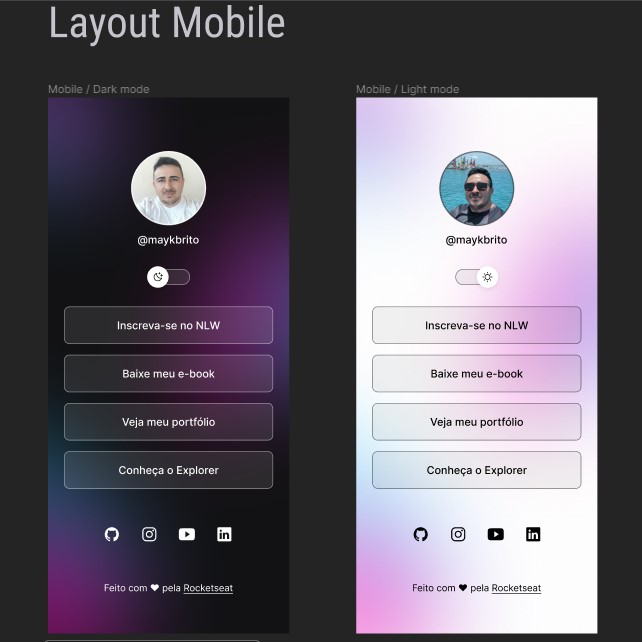 Layout Mobile
Mobile / Dark mode
@maykbrito
Inscreva-se no NLW
Baixe meu e-book
Veja meu portfólio
Conheça o Explorer
in
Feito com ♥ pela Rocketseat
Mobile / Light mode
@maykbrito
Inscreva-se no NLW
Baixe meu e-book
Veja meu portfólio
Conheça o Explorer
in
Feito com ♥ pela Rocketseat